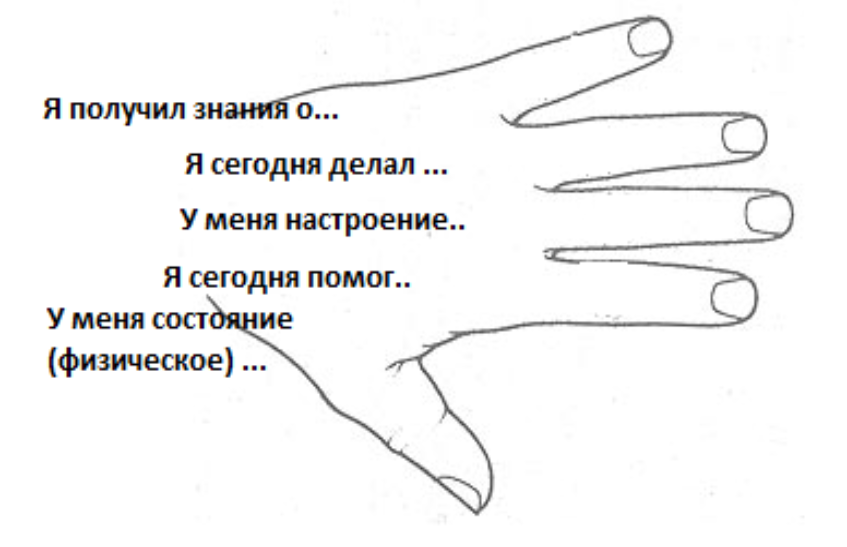 Я получил знания о...
Я сегодня делал ...
У меня настроение..
Я сегодня помог..
У меня состояние
(физическое) ...